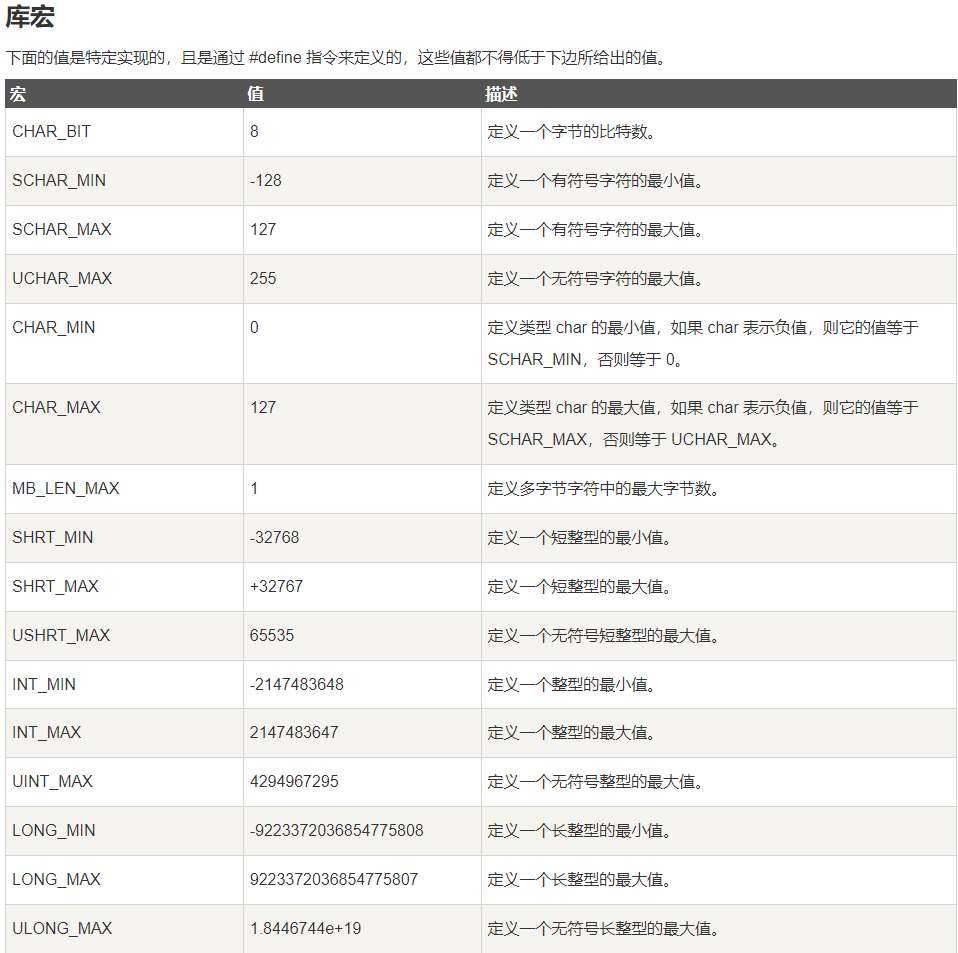 库宏
下面的值是特定实现的，且是通过 #define 指令来定义的，这些值都不得低于下边所给出的值。
宏 值 描述
CHAR_BIT 8 定义一个字节的比特数。
SCHAR_MIN -128 定义一个有符号字符的最小值。
SCHAR_MAX 127 定义一个有符号字符的最大值。
UCHAR_MAX 255 定义一个无符号字符的最大值。
CHAR_MIN 0 定义类型 char 的最小值，如果 char 表示负值，则它的值等于
SCHAR_MIN，否则等于 0。
CHAR_MAX 127 定义类型 char 的最大值，如果 char 表示负值，则它的值等于
SCHAR_MAX，否则等于 UCHAR_MAX。
MB_LEN_MAX 1 定义多字节字符中的最大字节数。
SHRT_MIN -32768 定义一个短整型的最小值。
SHRT_MAX +32767 定义一个短整型的最大值。
USHRT_MAX 65535 定义一个无符号短整型的最大值。
INT_MIN -2147483648 定义一个整型的最小值。
INT_MAX 2147483647 定义一个整型的最大值。
UINT_MAX 4294967295 定义一个无符号整型的最大值。
LONG_MIN -9223372036854775808 定义一个长整型的最小值。
LONG_MAX 9223372036854775807 定义一个长整型的最大值。
ULONG_MAX 1.8446744e+19 定义一个无符号长整型的最大值。